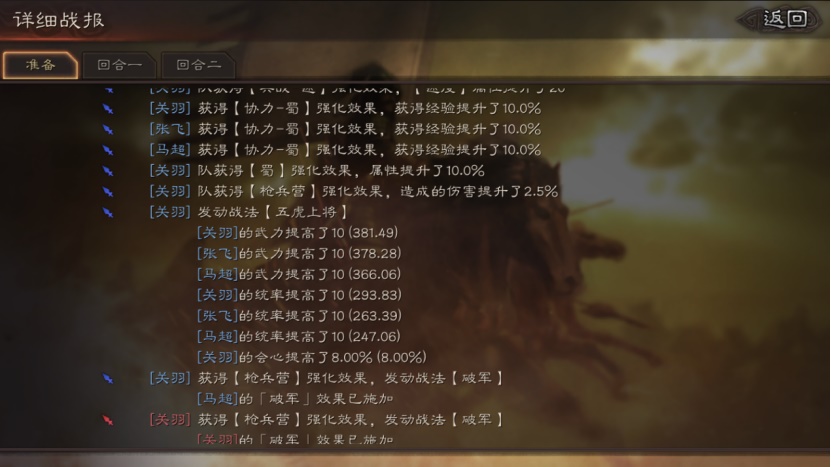 详细战报
返回
准备 回合一 回合二
[关羽] 获得【协力-蜀】强化效果，获得经验提升了10.0%
[张飞] 获得【协力-蜀】强化效果，获得经验提升了10.0%
[马超] 获得【协力-蜀】强化效果，获得经验提升了10.0%
[关羽] 队获得【蜀】强化效果，属性提升了10.0%
[关羽] 队获得【枪兵营】强化效果，造成的伤害提升了2.5%
[关羽] 发动战法【五虎上将】
[关羽]的武力提高了10 (381.49)
[张飞]的武力提高了10 (378.28)
[马超]的武力提高了10 (366.06)
[关羽]的统率提高了10 (293.83)
[张飞]的统率提高了10 (263.39)
[马超]的统率提高了10 (247.06)
[关羽]的会心提高了8.00% (8.00%)
[关羽] 获得【枪兵营】强化效果，发动战法【破军】
[马超]的「破军」效果已施加
[关羽] 获得【枪兵营】强化效果，发动战法【破军】
[关羽]的「破军」效果已施加